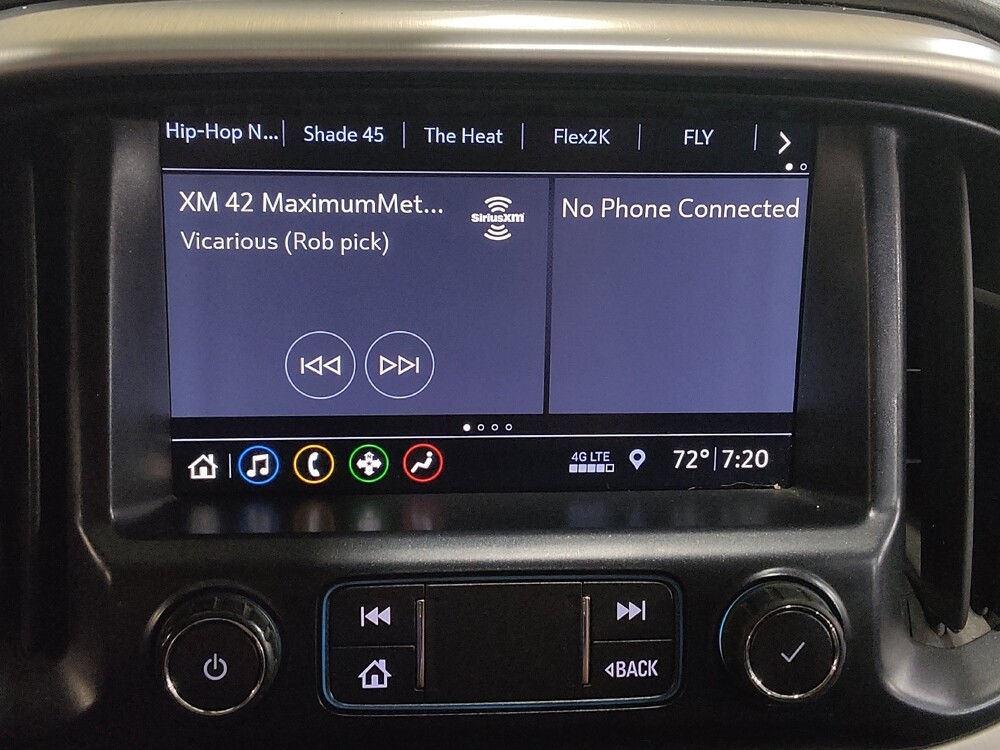 Hip-Hop N... Shade 45 The Heat Flex2K FLY
XM 42 MaximumMet...
SiriusXM
Vicarious (Rob pick)
No Phone Connected
4G LTE
72° 7:20
BACK